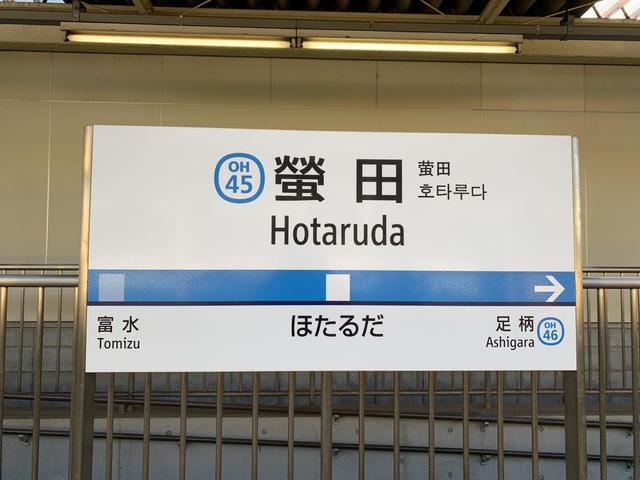 OH
45
螢田
萤田
호타루다
Hotaruda
富水
Tomizu
ほたるだ
足柄
Ashigara
OH
46